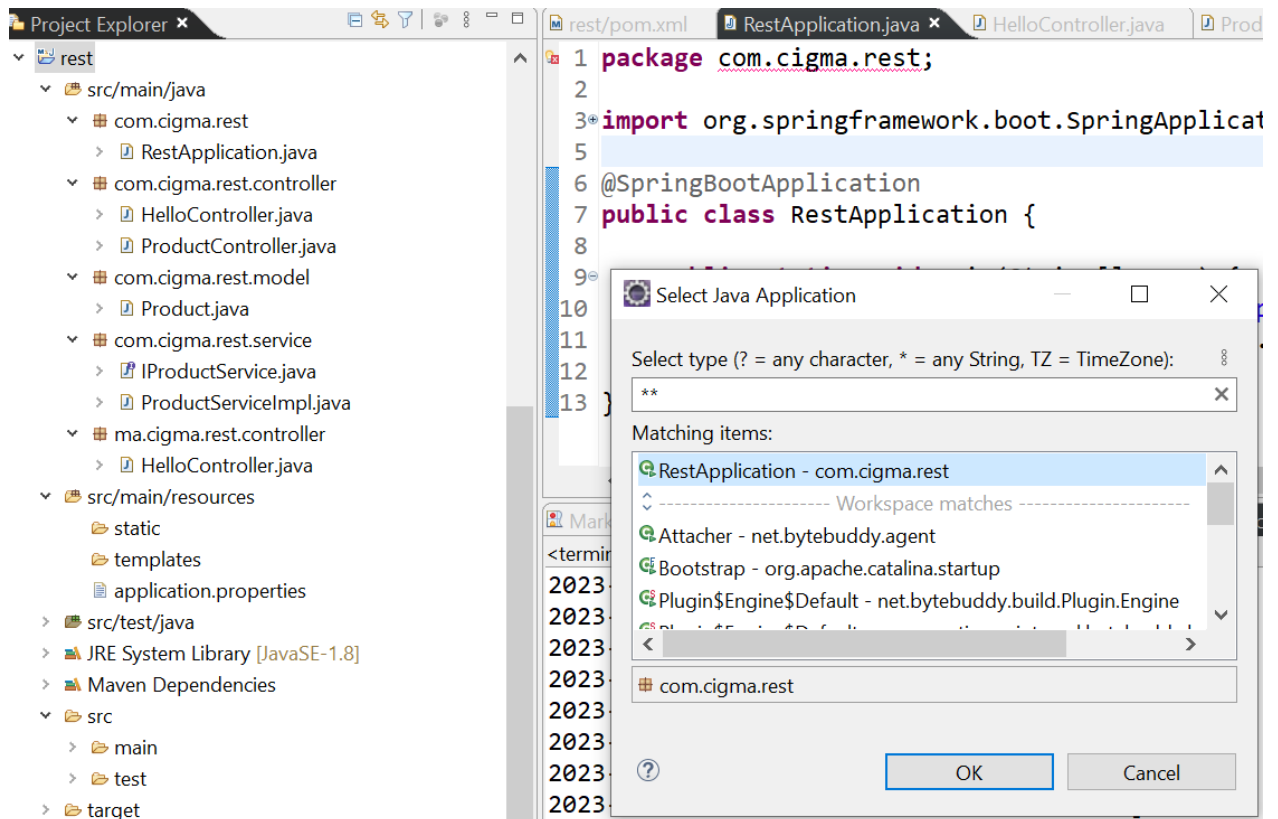 Project Explorer
rest
src/main/java
com.cigma.rest
RestApplication.java
com.cigma.rest.controller
HelloController.java
ProductController.java
com.cigma.rest.model
Product.java
com.cigma.rest.service
IProductService.java
ProductServiceImpl.java
ma.cigma.rest.controller
HelloController.java
src/main/resources
static
templates
application.properties
src/test/java
JRE System Library [JavaSE-1.8]
Maven Dependencies
src
main
test
target
rest/pom.xml RestApplication.java HelloController.java Prod
1 package com.cigma.rest;
2
3 import org.springframework.boot.SpringApplicat
5
6 @SpringBootApplication
7 public class RestApplication {
8
9
10
11
12
13 }
Mark
<termin
2023-
2023-
2023-
2023-
2023-
2023-
2023-
2023-
Select Java Application
Select type (? = any character, * = any String, TZ = TimeZone):
**
Matching items:
RestApplication - com.cigma.rest
Workspace matches
Attacher - net.bytebuddy.agent
Bootstrap - org.apache.catalina.startup
Plugin$Engine$Default - net.bytebuddy.build.Plugin.Engine
com.cigma.rest
OK Cancel